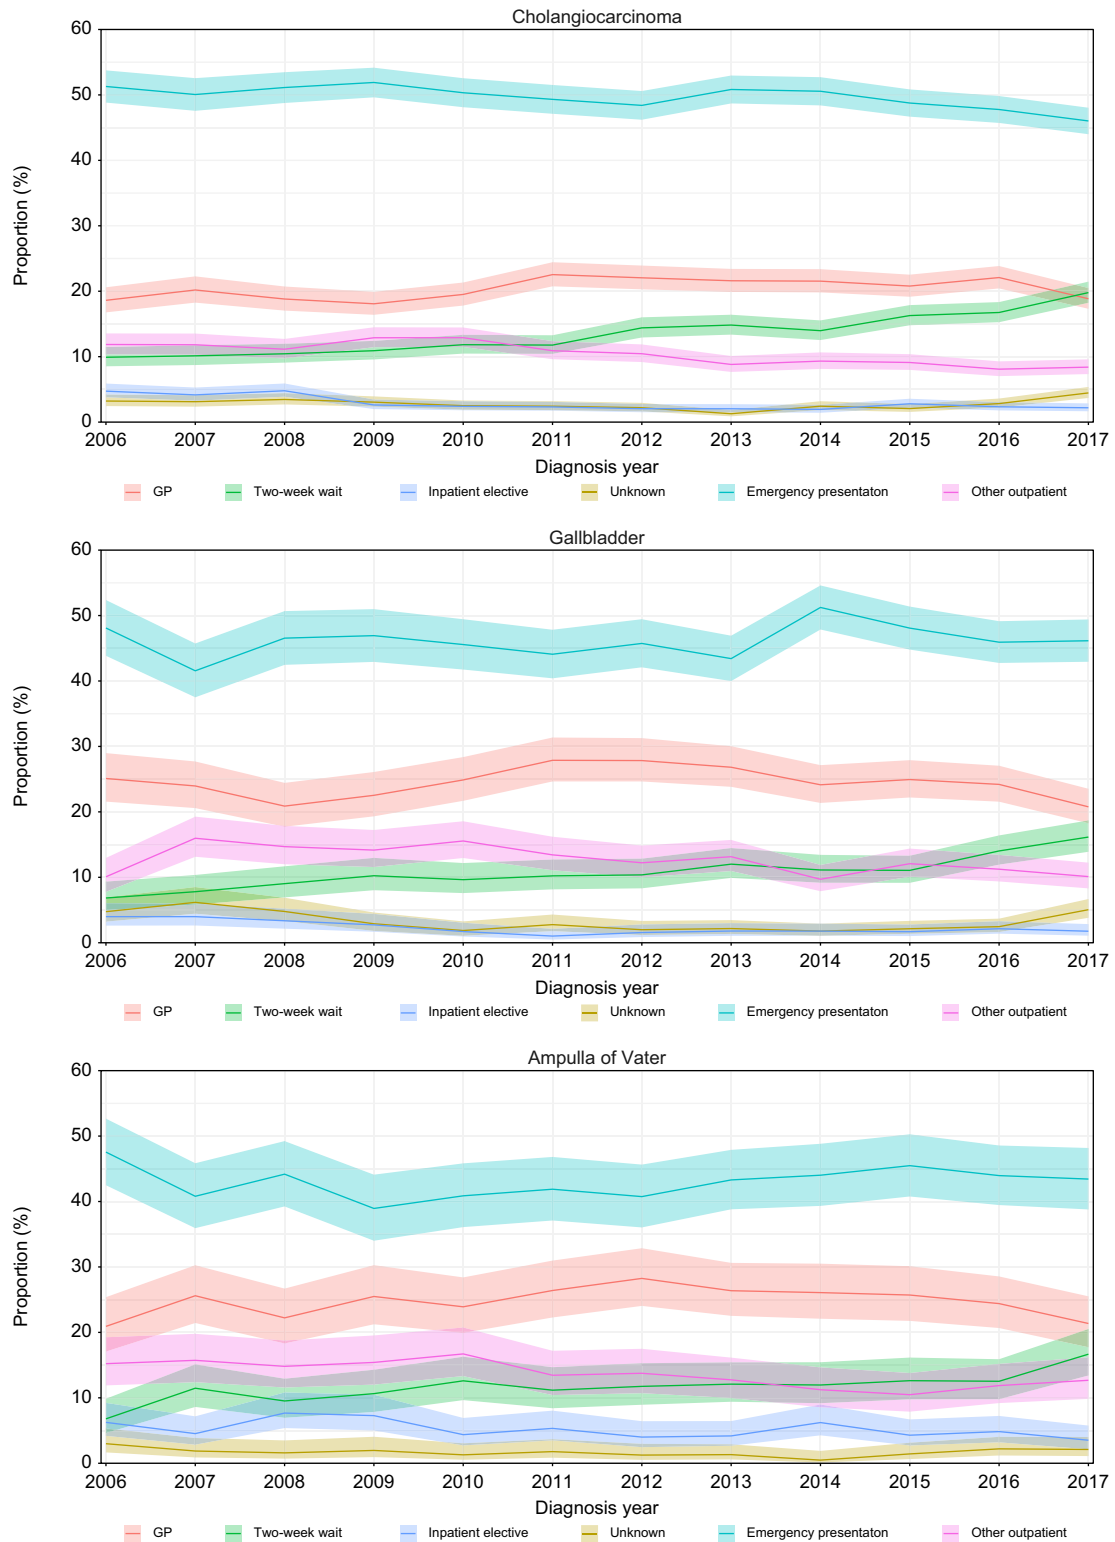 Cholangiocarcinoma
60
50
40
30
20
10
0
Proportion (%)
2006 2007 2008 2009 2010 2011 2012 2013 2014 2015 2016 2017
Diagnosis year
GP Two-week wait Inpatient elective Unknown Emergency presentaton Other outpatient
Gallbladder
60
50
40
30
20
10
0
Proportion (%)
2006 2007 2008 2009 2010 2011 2012 2013 2014 2015 2016 2017
Diagnosis year
GP Two-week wait Inpatient elective Unknown Emergency presentaton Other outpatient
Ampulla of Vater
60
50
40
30
20
10
0
Proportion (%)
2006 2007 2008 2009 2010 2011 2012 2013 2014 2015 2016 2017
Diagnosis year
GP Two-week wait Inpatient elective Unknown Emergency presentaton Other outpatient